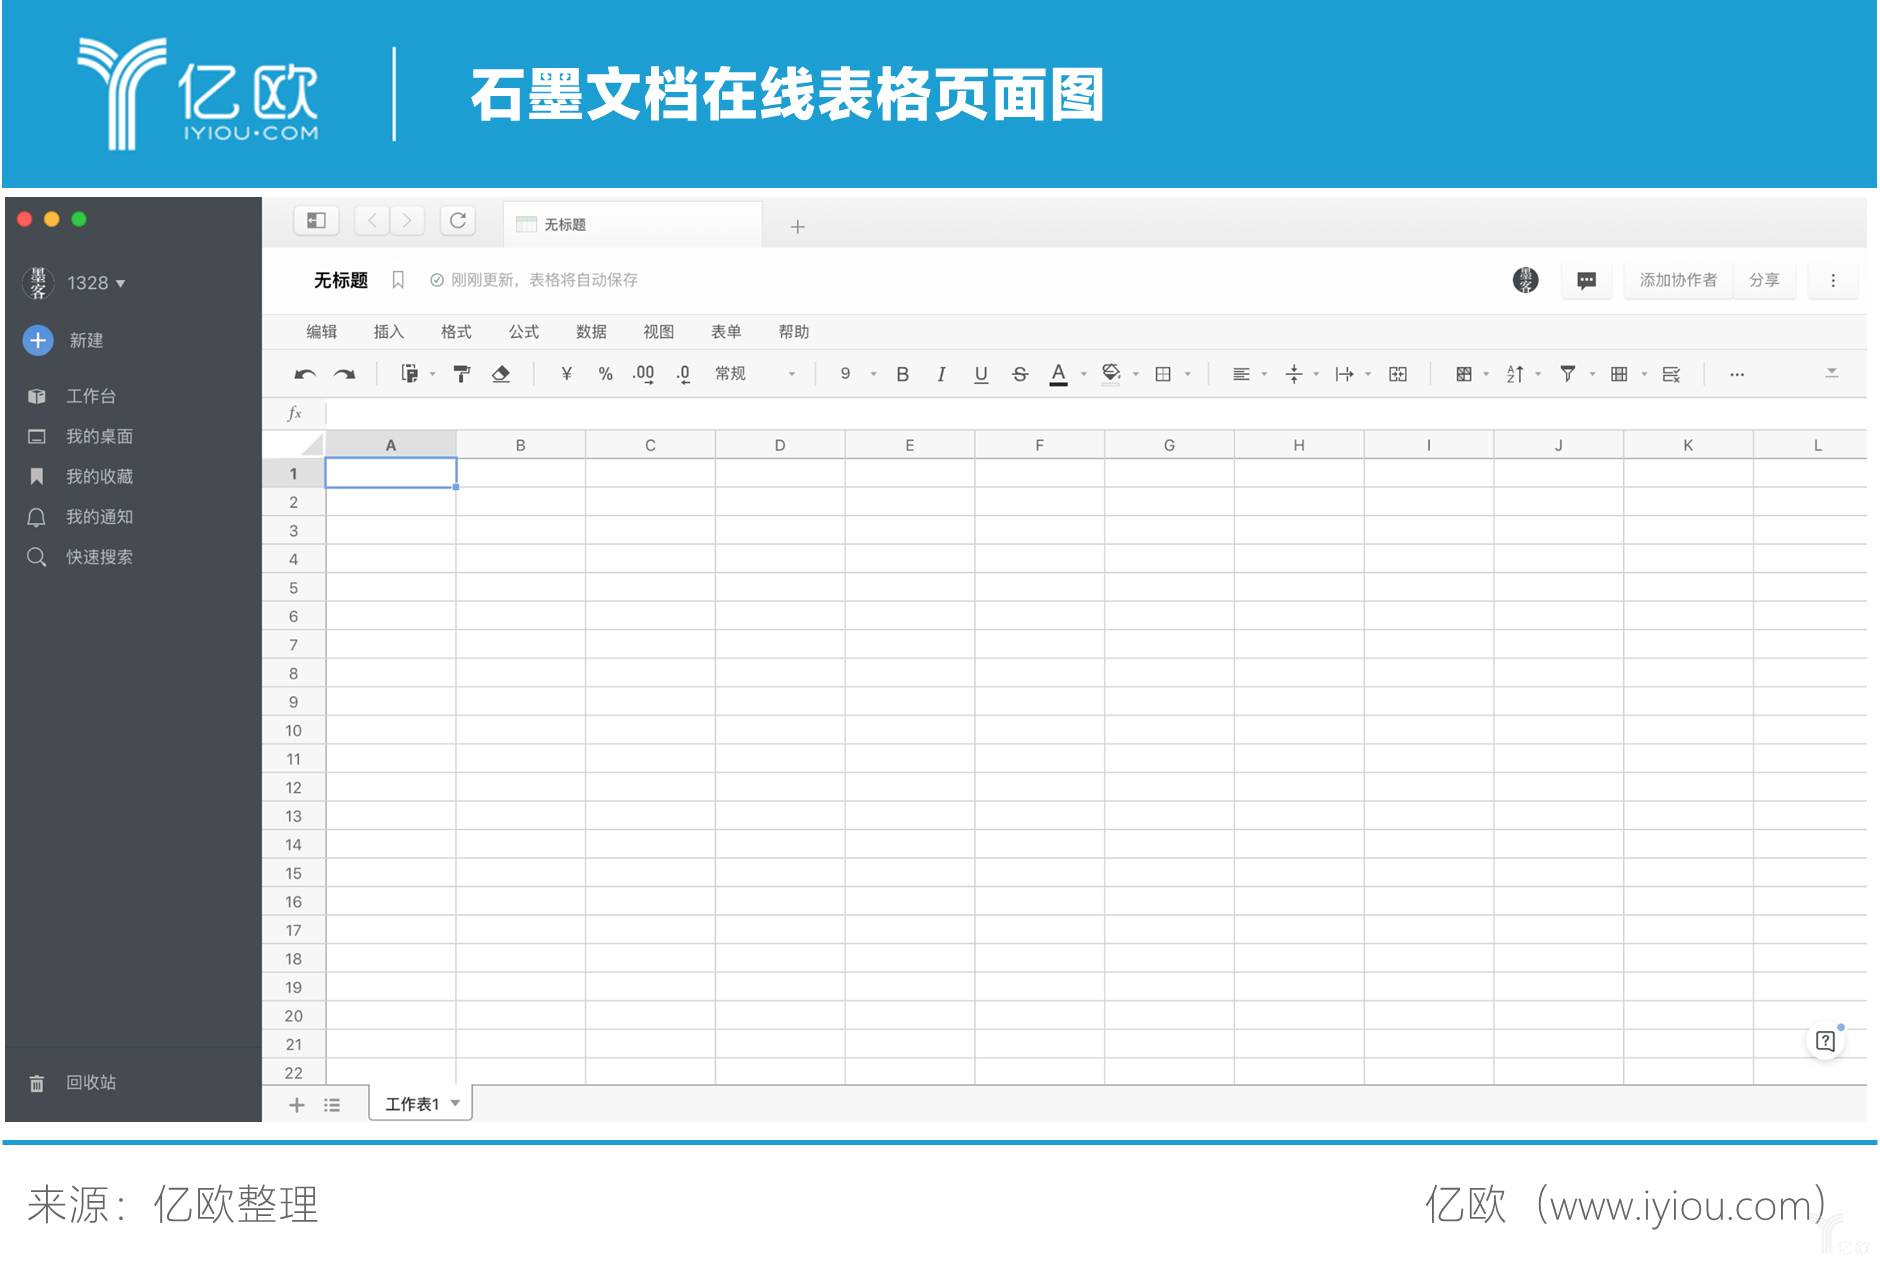 亿欧
IYIOU·COM
石墨文档在线表格页面图
无标题
墨客 1328
无标题 刚刚更新，表格将自动保存 墨客 添加协作者 分享
新建
编辑 插入 格式 公式 数据 视图 表单 帮助
¥ % .00 .0 常规 9 B I U S A
工作台
我的桌面
我的收藏
我的通知
快速搜索
回收站
fx
A B C D E F G H I J K L
1
2
3
4
5
6
7
8
9
10
11
12
13
14
15
16
17
18
19
20
21
22
工作表1
来源：亿欧整理
亿欧（www.iyiou.com）
亿欧